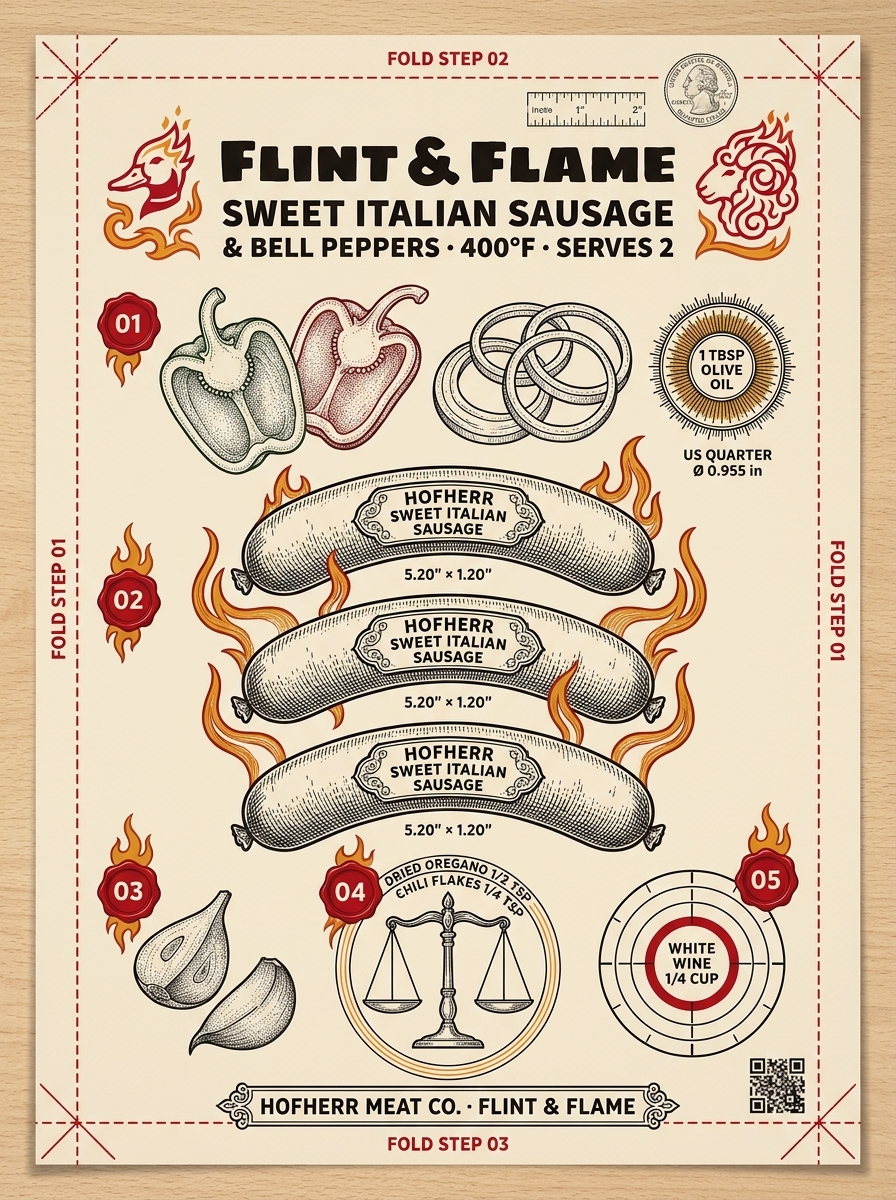 FOLD STEP 02
1"
2"
FLINT & FLAME
SWEET ITALIAN SAUSAGE
& BELL PEPPERS · 400°F · SERVES 2
01
1 TBSP
OLIVE
OIL
US QUARTER
Ø 0.955 in
HOFHERR
SWEET ITALIAN
SAUSAGE
5.20" × 1.20"
FOLD STEP 01
02
HOFHERR
SWEET ITALIAN
SAUSAGE
5.20" × 1.20"
FOLD STEP 01
HOFHERR
SWEET ITALIAN
SAUSAGE
5.20" × 1.20"
03
04
DRIED OREGANO 1/2 TSP
CHILI FLAKES 1/4 TSP
05
WHITE
WINE
1/4 CUP
HOFHERR MEAT CO. · FLINT & FLAME
FOLD STEP 03